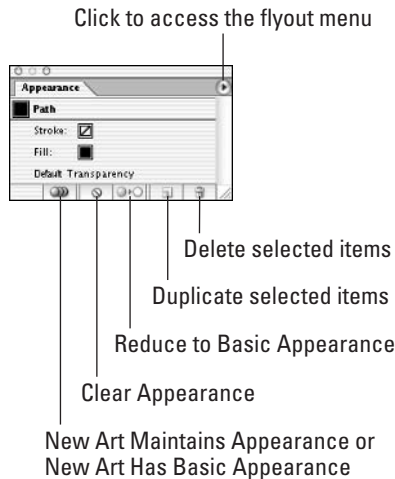 Click to access the flyout menu
Appearance
Path
Stroke:
Fill:
Default Transparency
Delete selected items
Duplicate selected items
Reduce to Basic Appearance
Clear Appearance
New Art Maintains Appearance or
New Art Has Basic Appearance